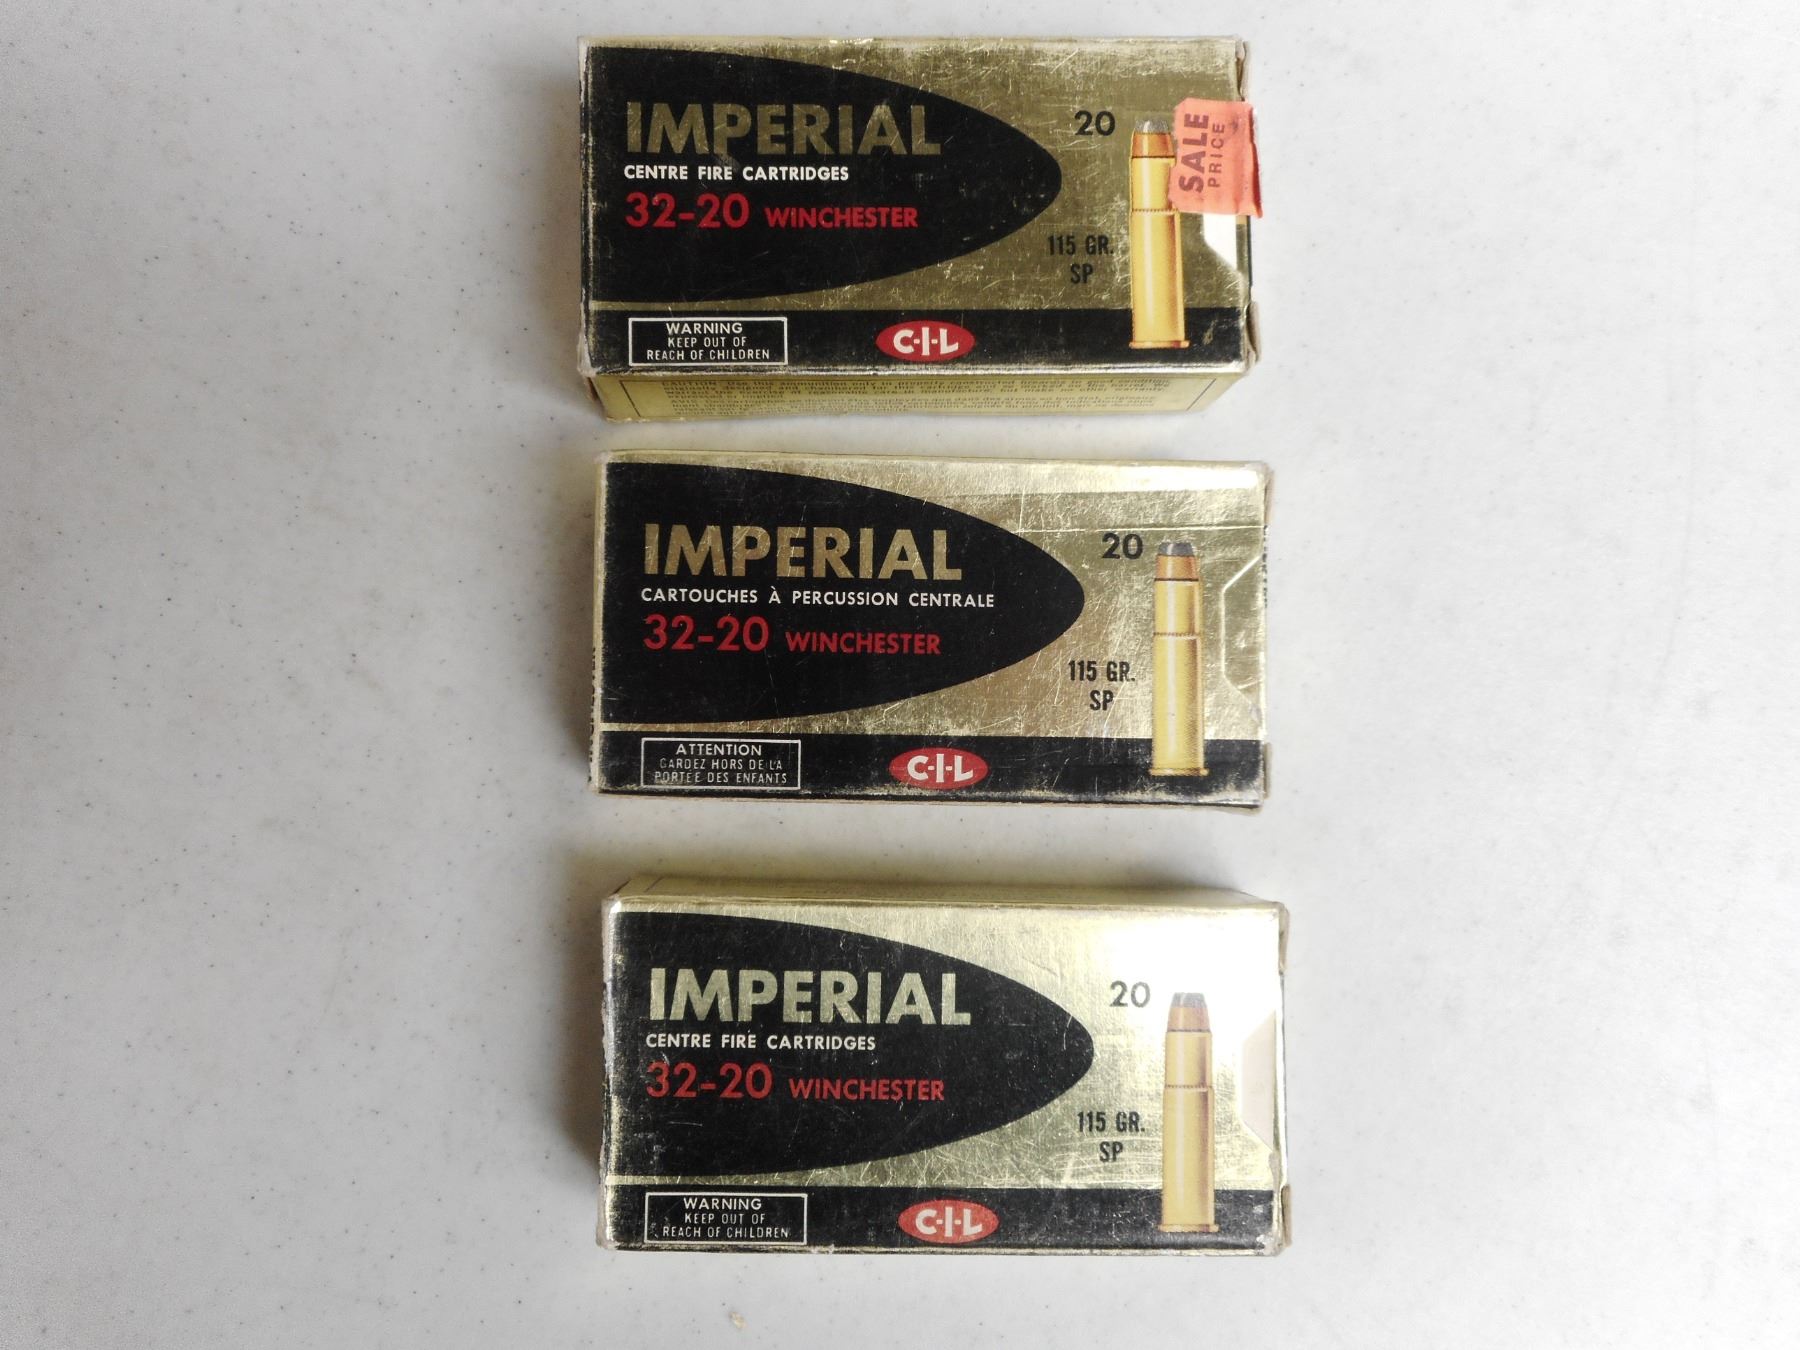 IMPERIAL
CENTRE FIRE CARTRIDGES
32-20 WINCHESTER
20
SALE
PRICE
115 GR.
SP
WARNING
KEEP OUT OF
REACH OF CHILDREN
C-I-L
IMPERIAL
CARTOUCHES À PERCUSSION CENTRALE
32-20 WINCHESTER
20
115 GR.
SP
ATTENTION
GARDEZ HORS DE LA
PORTÉE DES ENFANTS
C-I-L
IMPERIAL
CENTRE FIRE CARTRIDGES
32-20 WINCHESTER
20
115 GR.
SP
WARNING
KEEP OUT OF
REACH OF CHILDREN
C-I-L